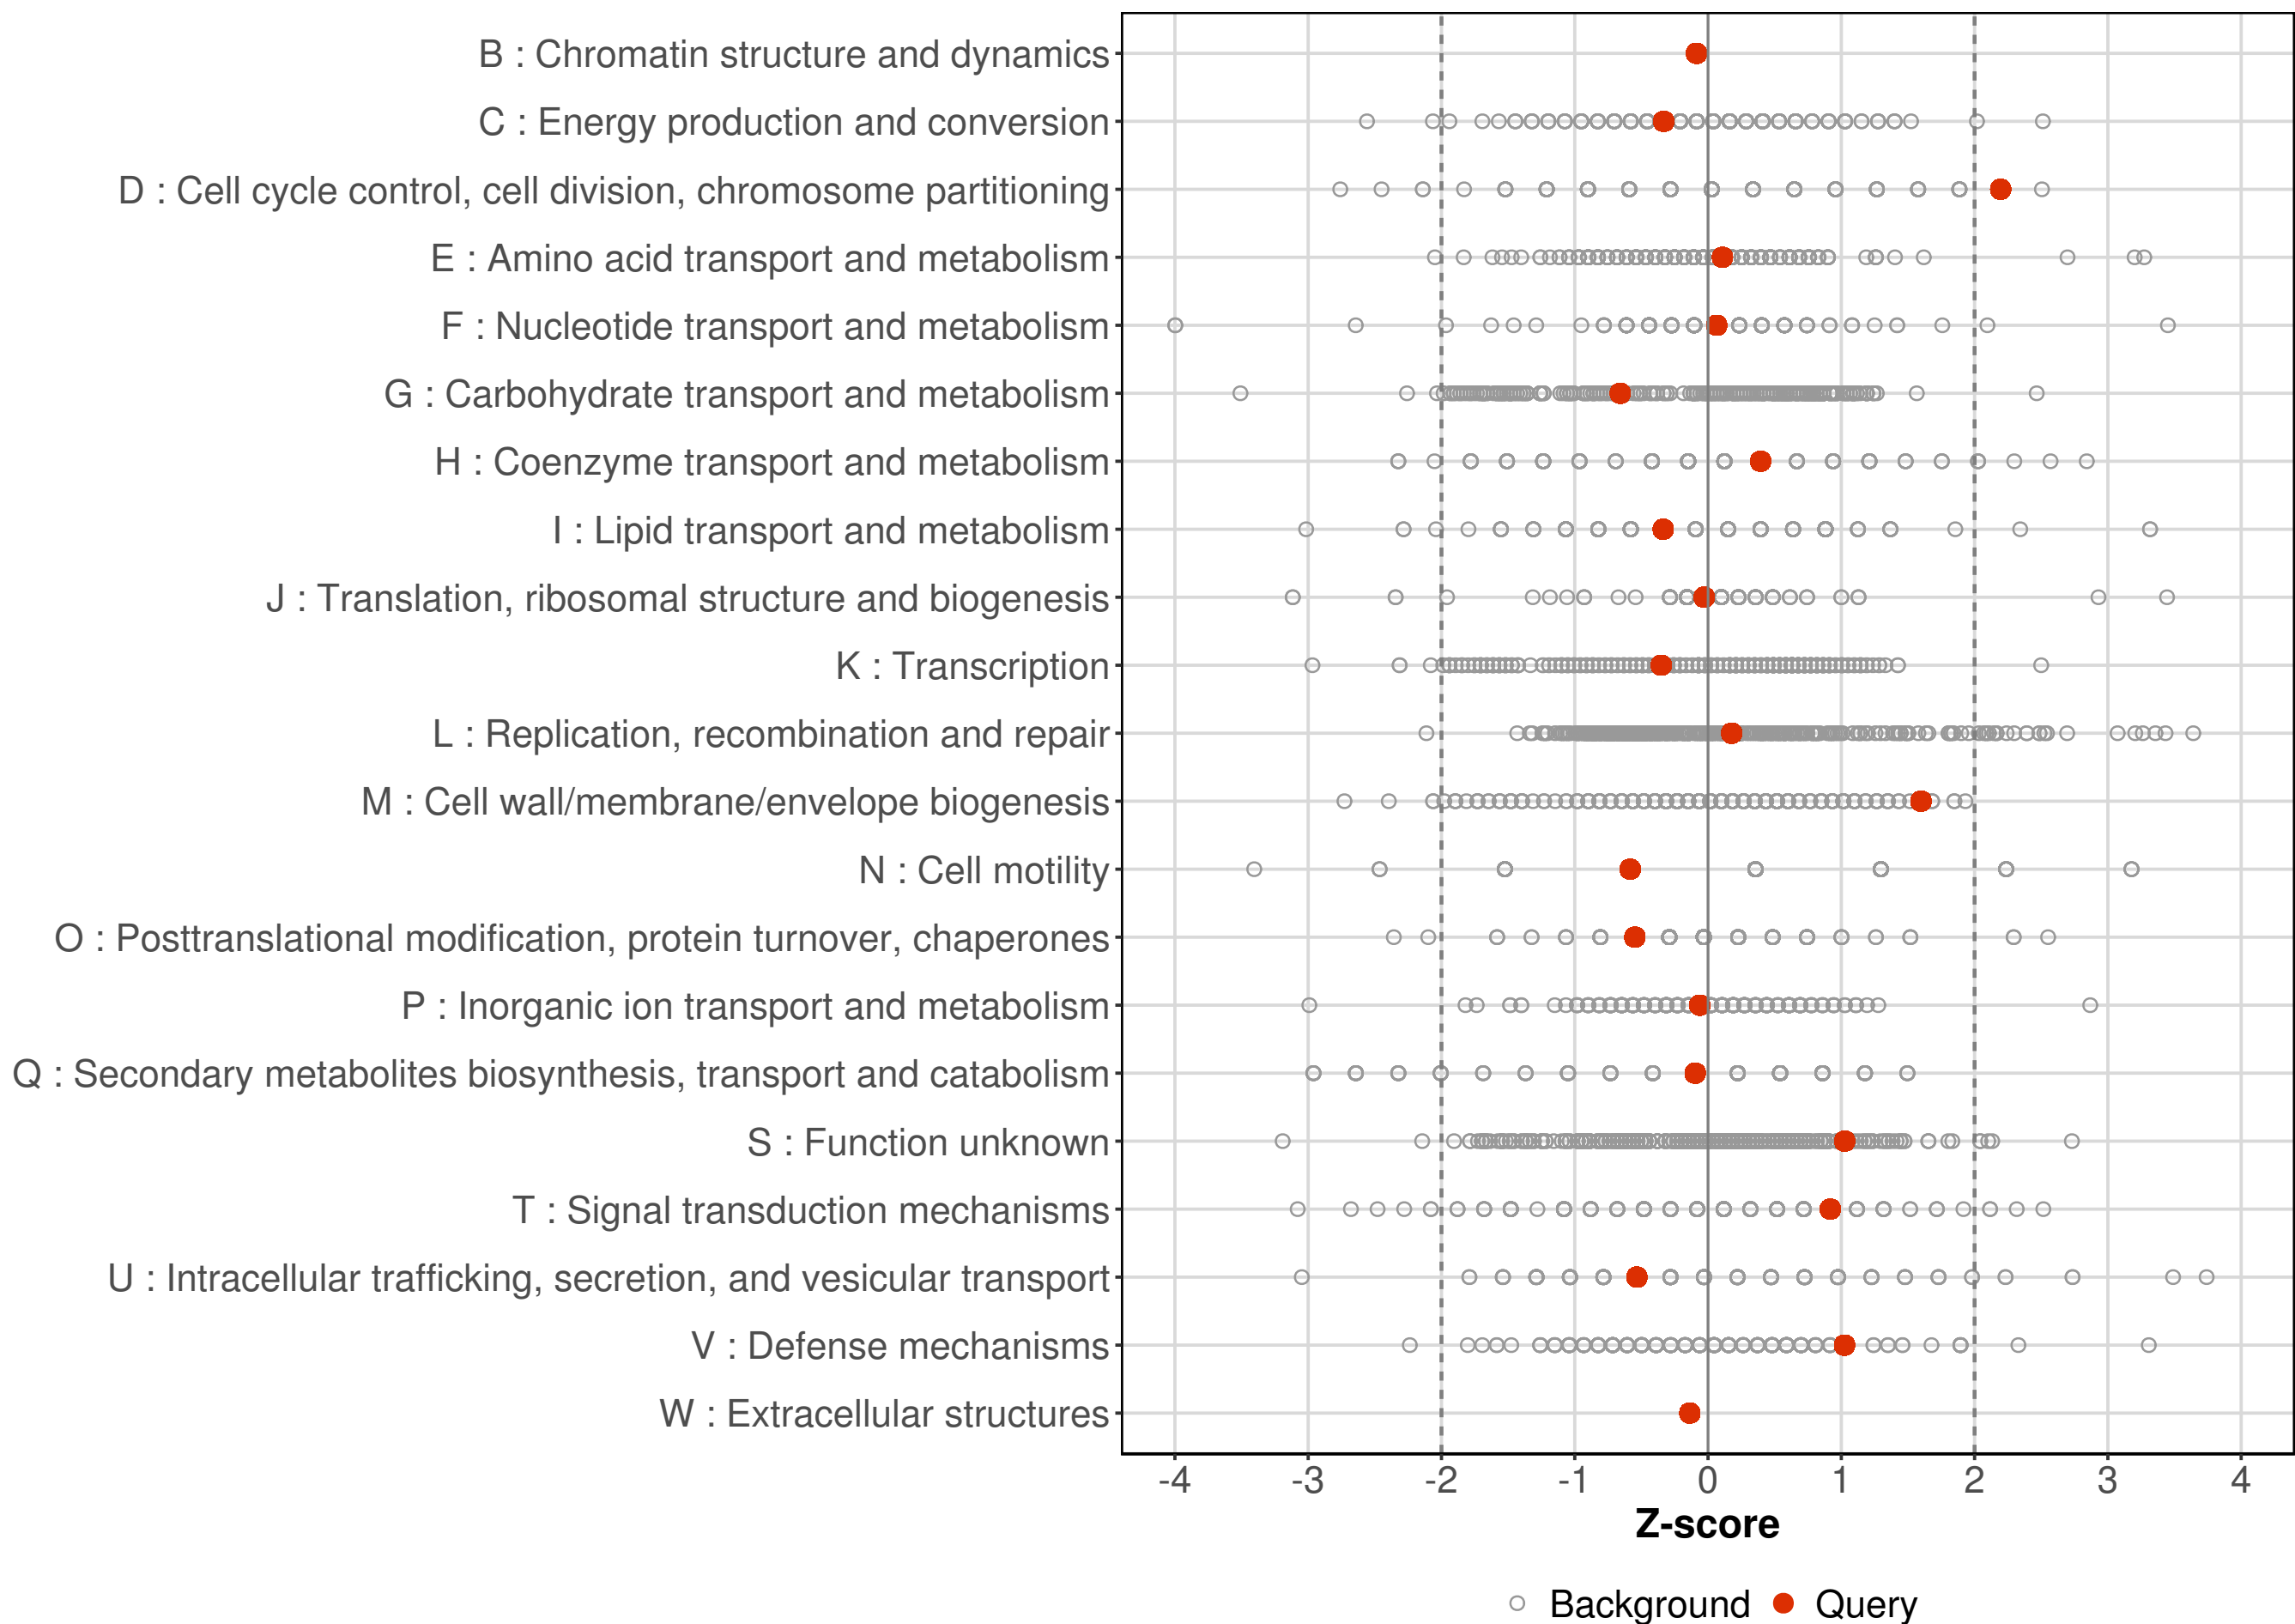 B : Chromatin structure and dynamics
C : Energy production and conversion
D : Cell cycle control, cell division, chromosome partitioning
E : Amino acid transport and metabolism
F : Nucleotide transport and metabolism
G : Carbohydrate transport and metabolism
H : Coenzyme transport and metabolism
I : Lipid transport and metabolism
J : Translation, ribosomal structure and biogenesis
K : Transcription
L : Replication, recombination and repair
M : Cell wall/membrane/envelope biogenesis
N : Cell motility
O : Posttranslational modification, protein turnover, chaperones
P : Inorganic ion transport and metabolism
Q : Secondary metabolites biosynthesis, transport and catabolism
S : Function unknown
T : Signal transduction mechanisms
U : Intracellular trafficking, secretion, and vesicular transport
V : Defense mechanisms
W : Extracellular structures
-4 -3 -2 -1 0 1 2 3 4
Z-score
Background Query